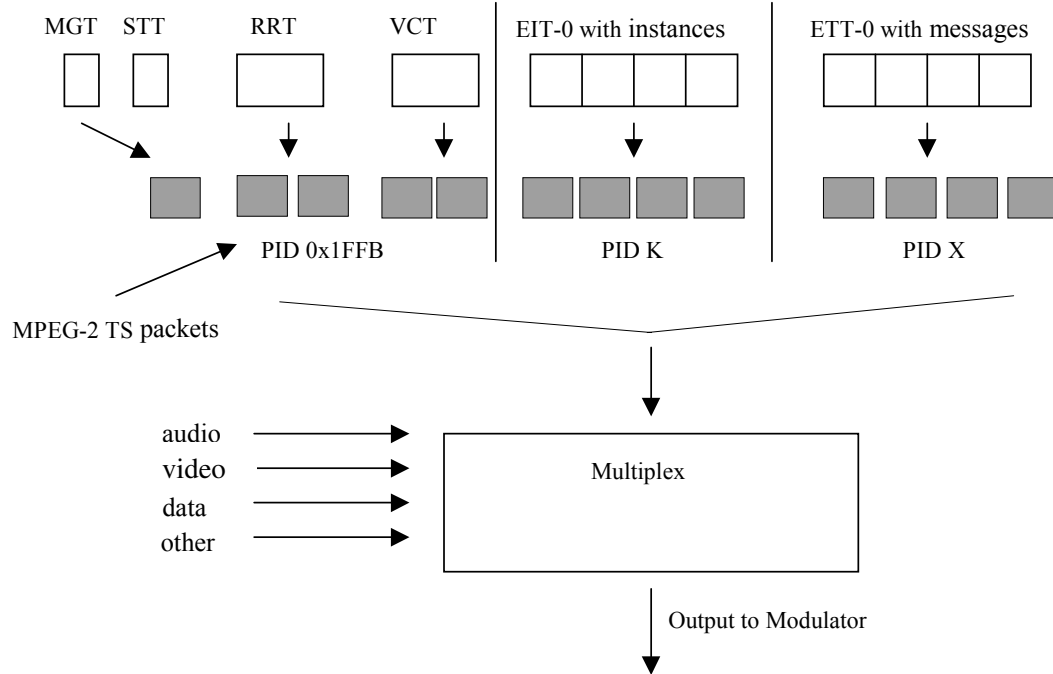 MGT STT RRT VCT EIT-0 with instances ETT-0 with messages
PID 0x1FFB PID K PID X
MPEG-2 TS packets
audio
video
data
other
Multiplex
Output to Modulator